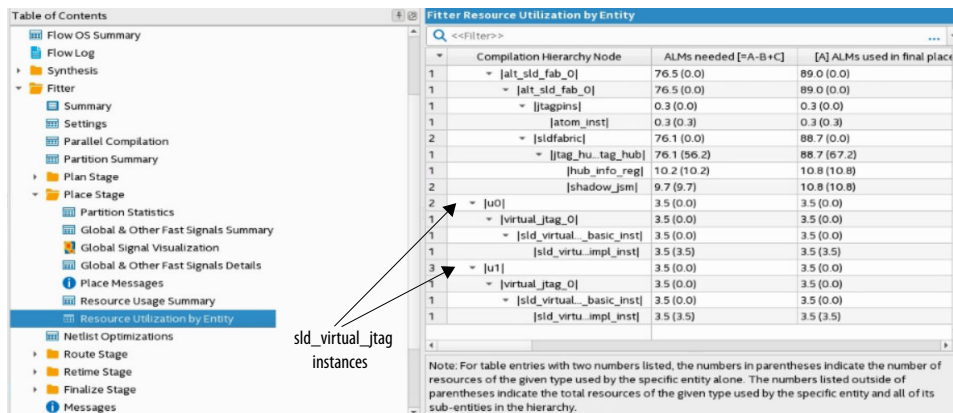 Table of Contents
Flow OS Summary
Flow Log
Synthesis
Fitter
Summary
Settings
Parallel Compilation
Partition Summary
Plan Stage
Place Stage
Partition Statistics
Global & Other Fast Signals Summary
Global Signal Visualization
Global & Other Fast Signals Details
Place Messages
Resource Usage Summary
Resource Utilization by Entity
Netlist Optimizations
Route Stage
Retime Stage
Finalize Stage
Messages
sld_virtual_jtag
instances
Fitter Resource Utilization by Entity
<<Filter>> ...
Compilation Hierarchy Node ALMs needed [=A-B+C] [A] ALMs used in final place
1 |alt_sld_fab_0| 76.5 (0.0) 89.0 (0.0)
1 |alt_sld_fab_0| 76.5 (0.0) 89.0 (0.0)
1 |jtagpins| 0.3 (0.0) 0.3 (0.0)
1 |atom_inst| 0.3 (0.3) 0.3 (0.3)
2 |sldfabric| 76.1 (0.0) 88.7 (0.0)
1 |jtag_hu...tag_hub| 76.1 (56.2) 88.7 (67.2)
1 |hub_info_reg| 10.2 (10.2) 10.8 (10.8)
2 |shadow_jsm| 9.7 (9.7) 10.8 (10.8)
2 |u0| 3.5 (0.0) 3.5 (0.0)
1 |virtual_jtag_0| 3.5 (0.0) 3.5 (0.0)
1 |sld_virtual..._basic_inst| 3.5 (0.0) 3.5 (0.0)
1 |sld_virtu...impl_inst| 3.5 (3.5) 3.5 (3.5)
3 |u1| 3.5 (0.0) 3.5 (0.0)
1 |virtual_jtag_0| 3.5 (0.0) 3.5 (0.0)
1 |sld_virtual..._basic_inst| 3.5 (0.0) 3.5 (0.0)
1 |sld_virtu...impl_inst| 3.5 (3.5) 3.5 (3.5)
Note: For table entries with two numbers listed, the numbers in parentheses indicate the number of
resources of the given type used by the specific entity alone. The numbers listed outside of
parentheses indicate the total resources of the given type used by the specific entity and all of its
sub-entities in the hierarchy.